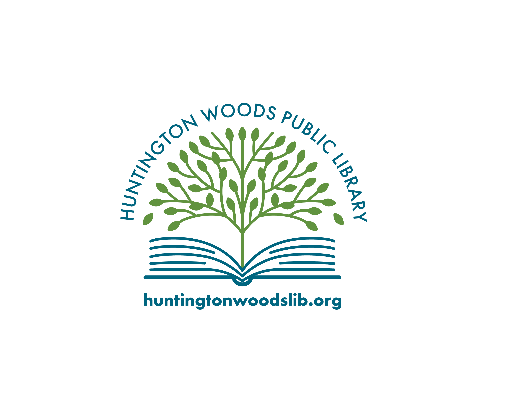 HUNTINGTON WOODS PUBLIC LIBRARY
huntingtonwoodslib.org